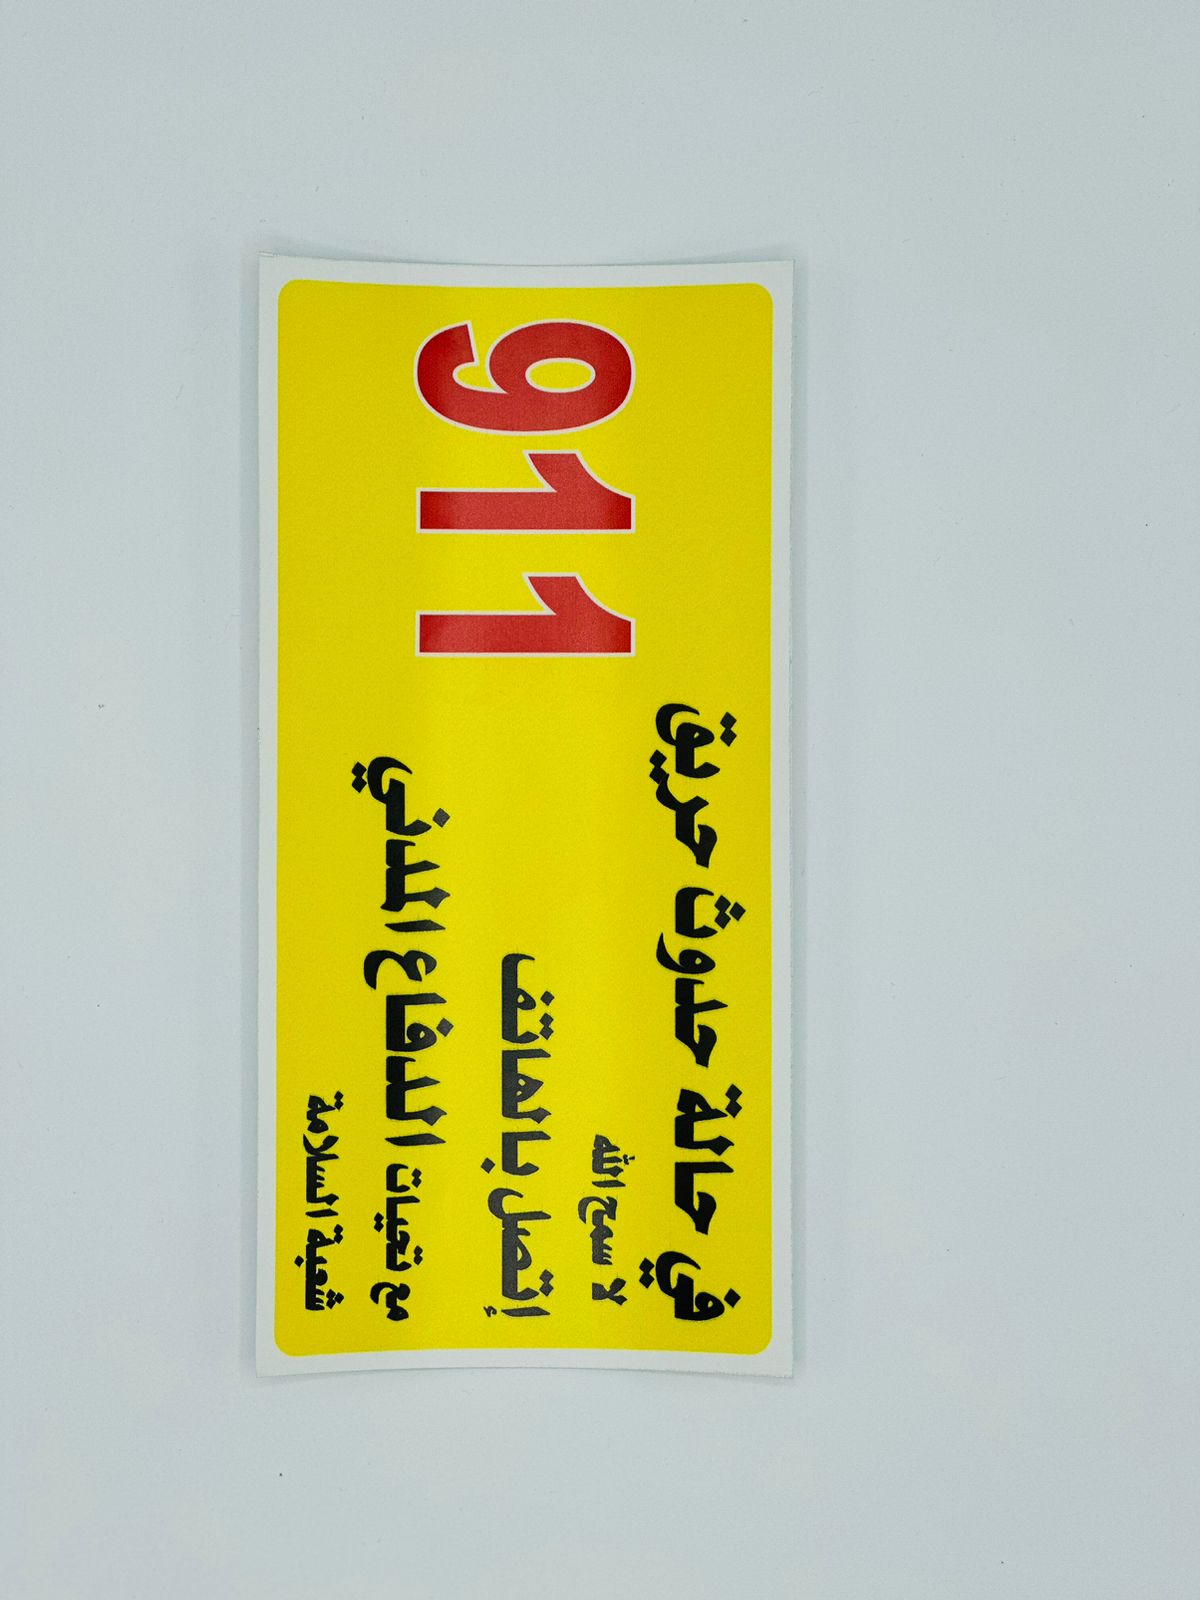 في حالة حدوث حريق
لا سمح الله
إتصل بالهاتف
911
مع تحيات الدفاع المدني
شعبة السلامة